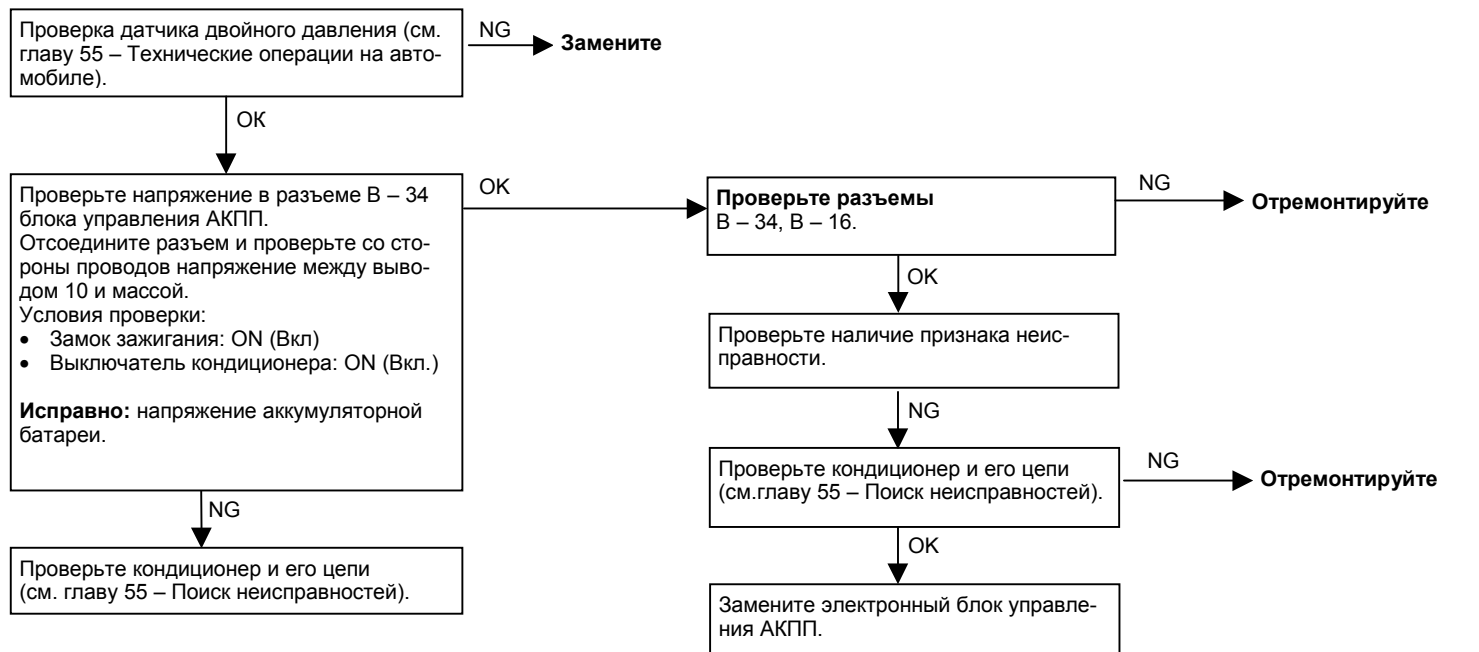 Проверка датчика двойного давления (см.
главу 55 – Технические операции на авто-
мобиле).
NG
Замените
ОК
Проверьте напряжение в разъеме В – 34
блока управления АКПП.
Отсоедините разъем и проверьте со сто-
роны проводов напряжение между выво-
дом 10 и массой.
Условия проверки:
• Замок зажигания: ON (Вкл)
• Выключатель кондиционера: ON (Вкл.)
Исправно: напряжение аккумуляторной
батареи.
OK
NG
Проверьте кондиционер и его цепи
(см. главу 55 – Поиск неисправностей).
Проверьте разъемы
В – 34, В – 16.
NG
Отремонтируйте
OK
Проверьте наличие признака неис-
правности.
NG
Проверьте кондиционер и его цепи
(см.главу 55 – Поиск неисправностей).
NG
Отремонтируйте
OK
Замените электронный блок управле-
ния АКПП.